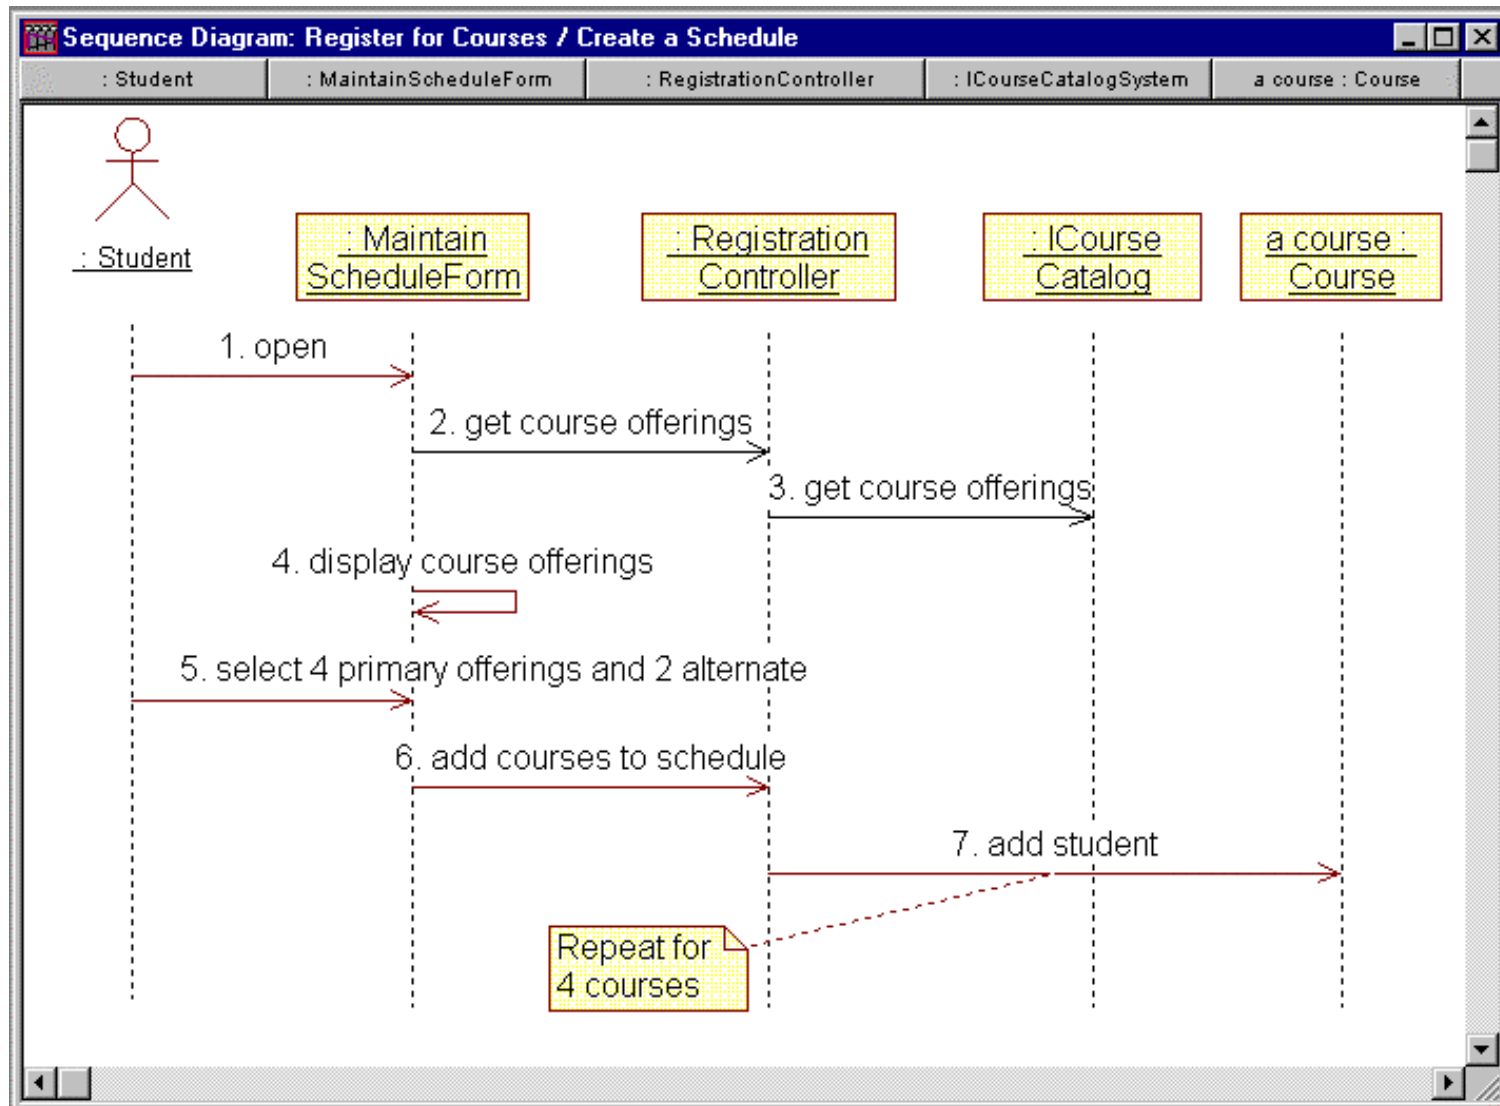 Sequence Diagram: Register for Courses / Create a Schedule
: Student
: MaintainScheduleForm
: RegistrationController
: ICourseCatalogSystem
a course : Course
: Student
: Maintain
ScheduleForm
: Registration
Controller
: ICourse
Catalog
a course :
Course
1. open
2. get course offerings
3. get course offerings
4. display course offerings
5. select 4 primary offerings and 2 alternate
6. add courses to schedule
7. add student
Repeat for
4 courses